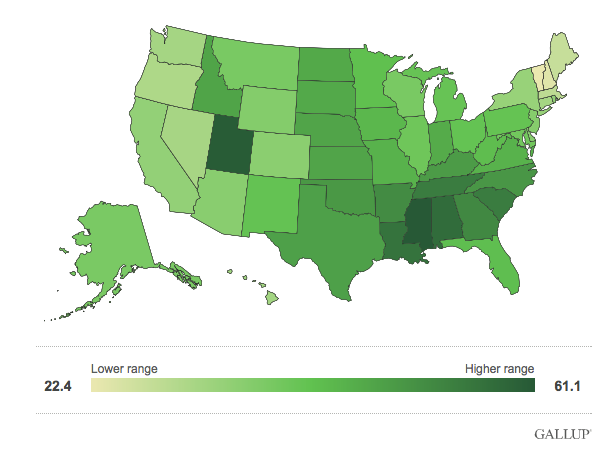 Lower range
Higher range
22.4
61.1
GALLUP